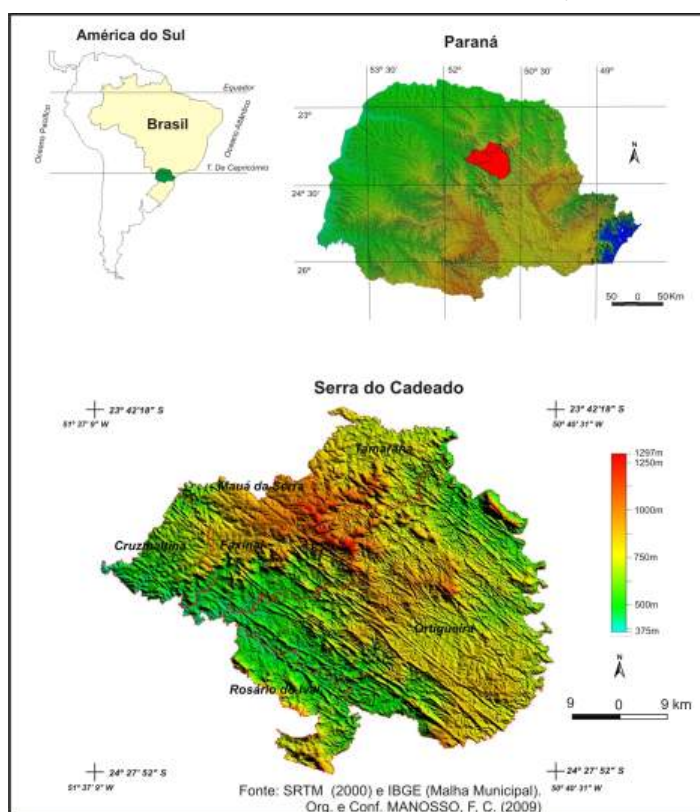 América do Sul
Equador
Oceano Pacífico
Brasil
Oceano Atlântico
T. De Capricórnio
Paraná
53° 30'
52°
50° 30'
49°
23°
24° 30'
26°
N
50 0 50Km
Serra do Cadeado
23° 42'18" S
51° 37' 9" W
23° 42'18" S
50° 40'31" W
Tamarana
Mauá da Serra
Cruzmaltina
Faxinal
Ortigueira
Rosário do Ivaí
1297m
1250m
1000m
750m
500m
375m
N
9 0 9 km
24° 27' 52" S
51° 37' 9" W
24° 27' 52" S
50° 40'31" W
Fonte: SRTM (2000) e IBGE (Malha Municipal).
Org. e Conf. MANOSSO, F. C. (2009)